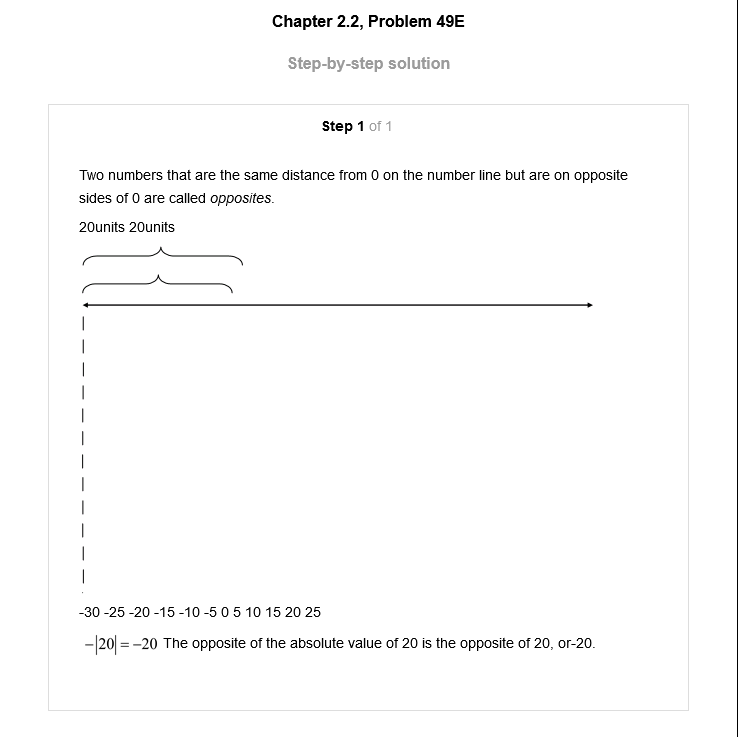 Chapter 2.2, Problem 49E
Step-by-step solution
Step 1 of 1
Two numbers that are the same distance from 0 on the number line but are on opposite
sides of 0 are called opposites.
20units 20units
-30 -25 -20 -15 -10 -5 0 5 10 15 20 25
−|20| = −20 The opposite of the absolute value of 20 is the opposite of 20, or-20.